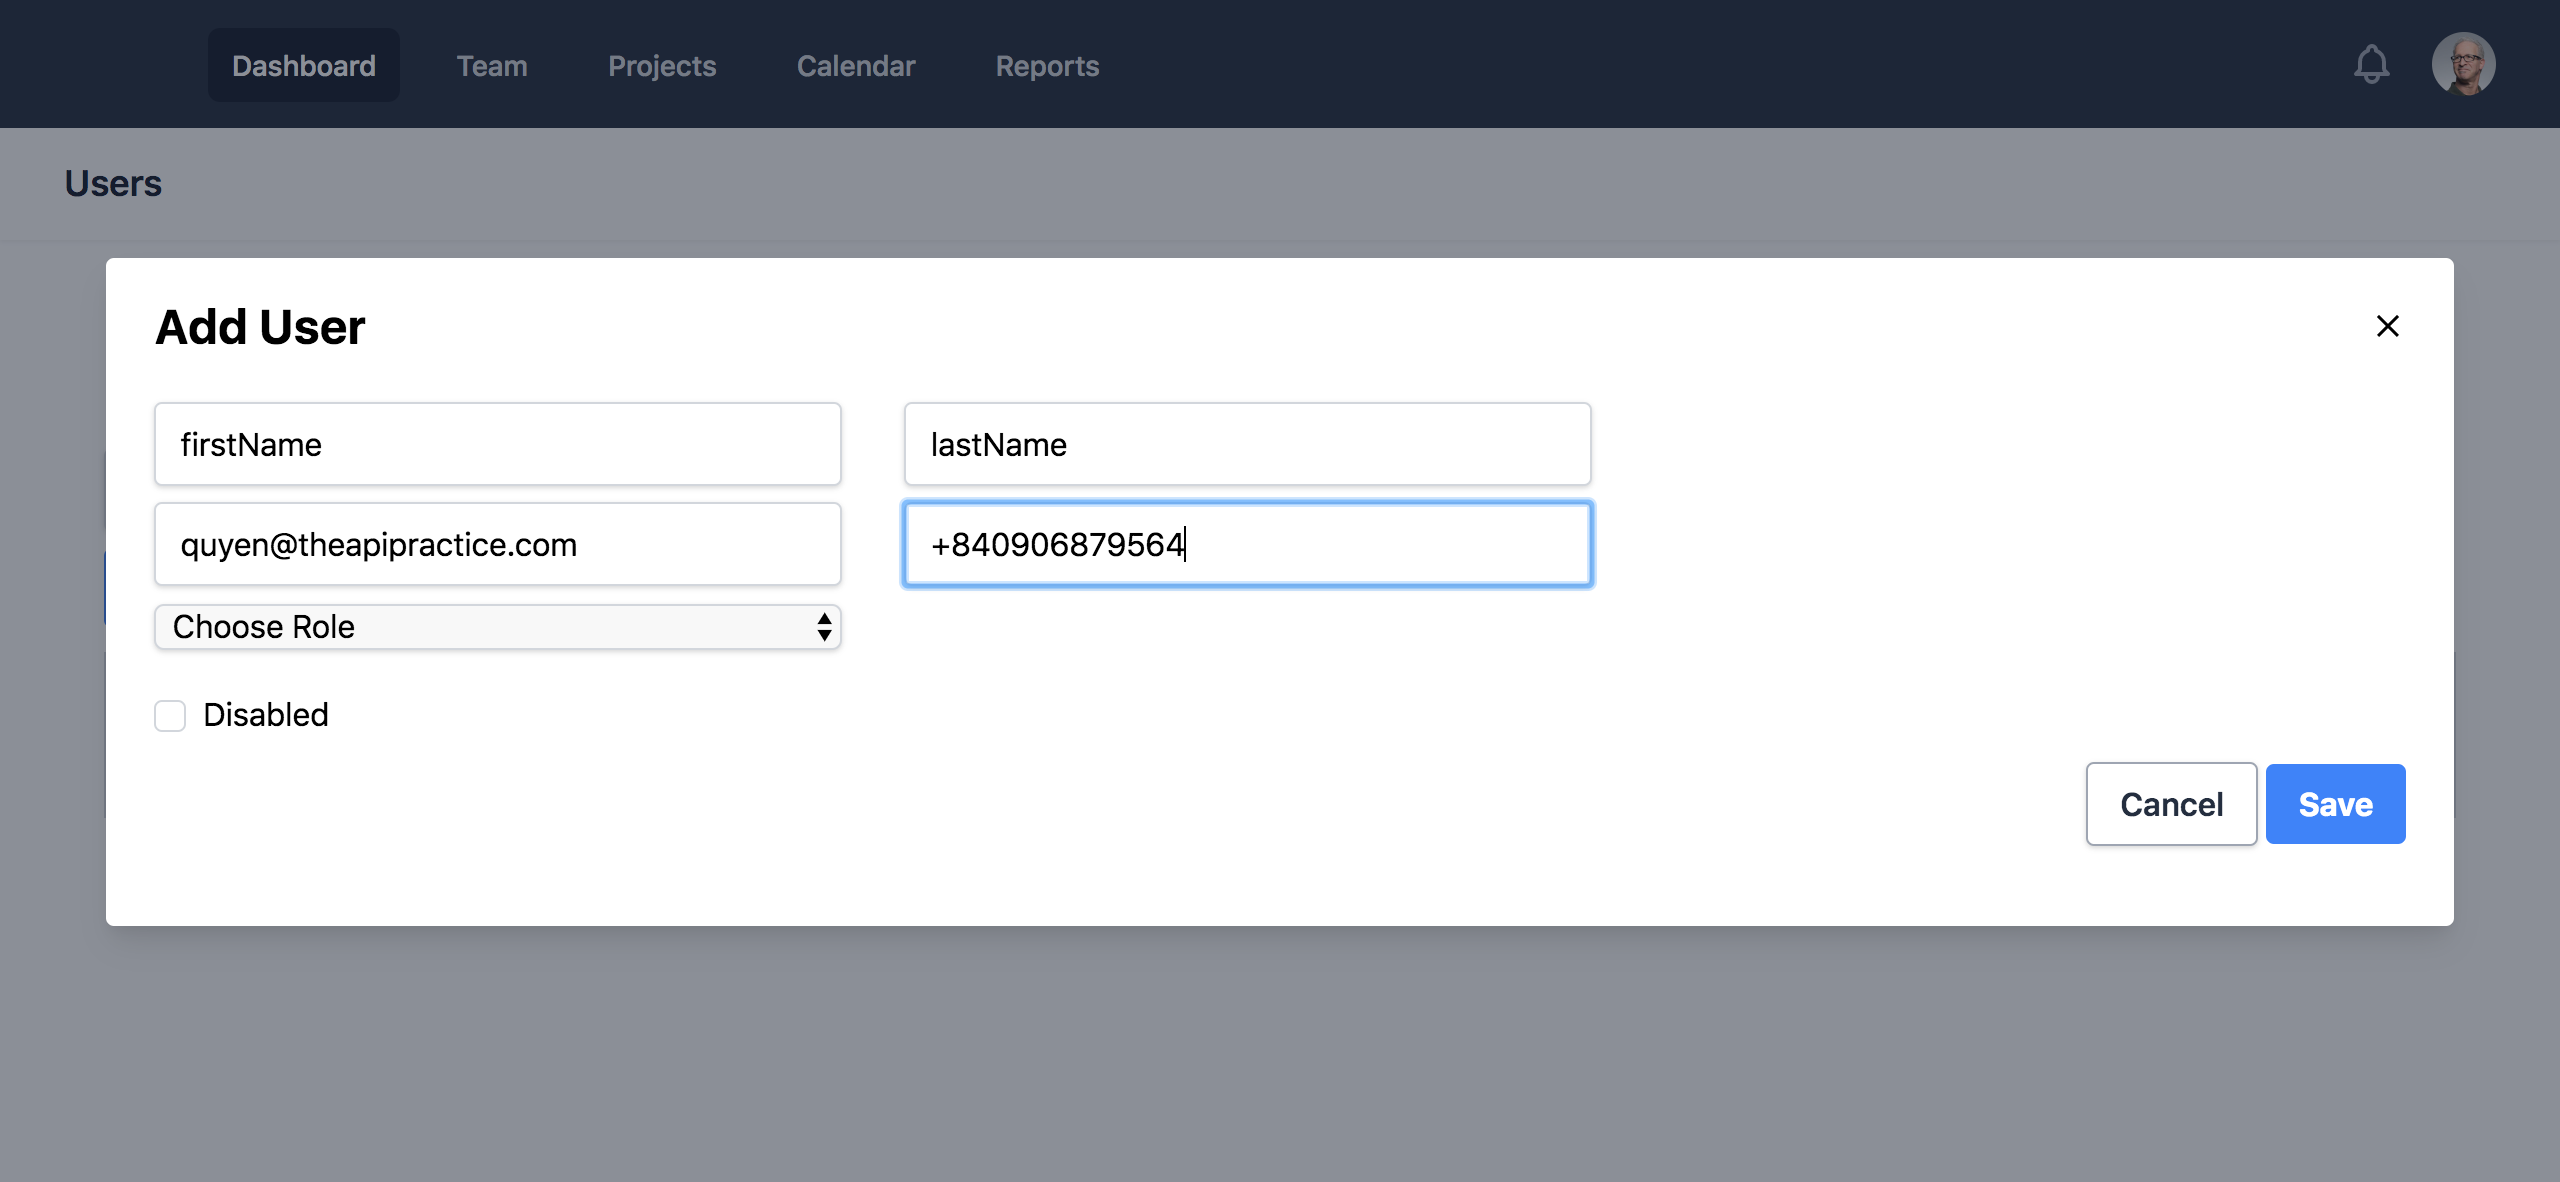 Dashboard Team Projects Calendar Reports
Users
Add User
firstName lastName
quyen@theapipractice.com +840906879564
Choose Role
Disabled
Cancel Save